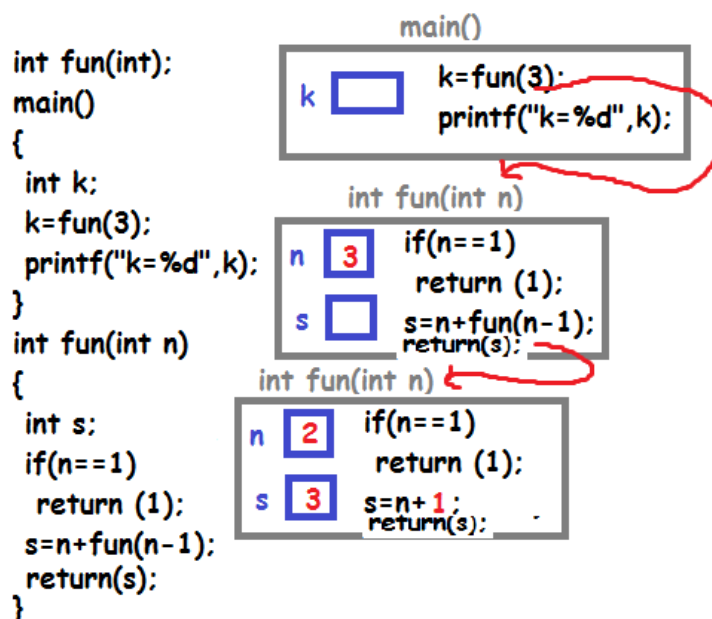 int fun(int);
main()
{
int k;
k=fun(3);
printf("k=%d",k);
}
int fun(int n)
{
int s;
if(n==1)
return (1);
s=n+fun(n-1);
return(s);
}
main()
k
k=fun(3);
printf("k=%d",k);
int fun(int n)
n 3
if(n==1)
return (1);
s
s=n+fun(n-1);
return(s);
int fun(int n)
n 2
if(n==1)
return (1);
s 3
s=n+1;
return(s);